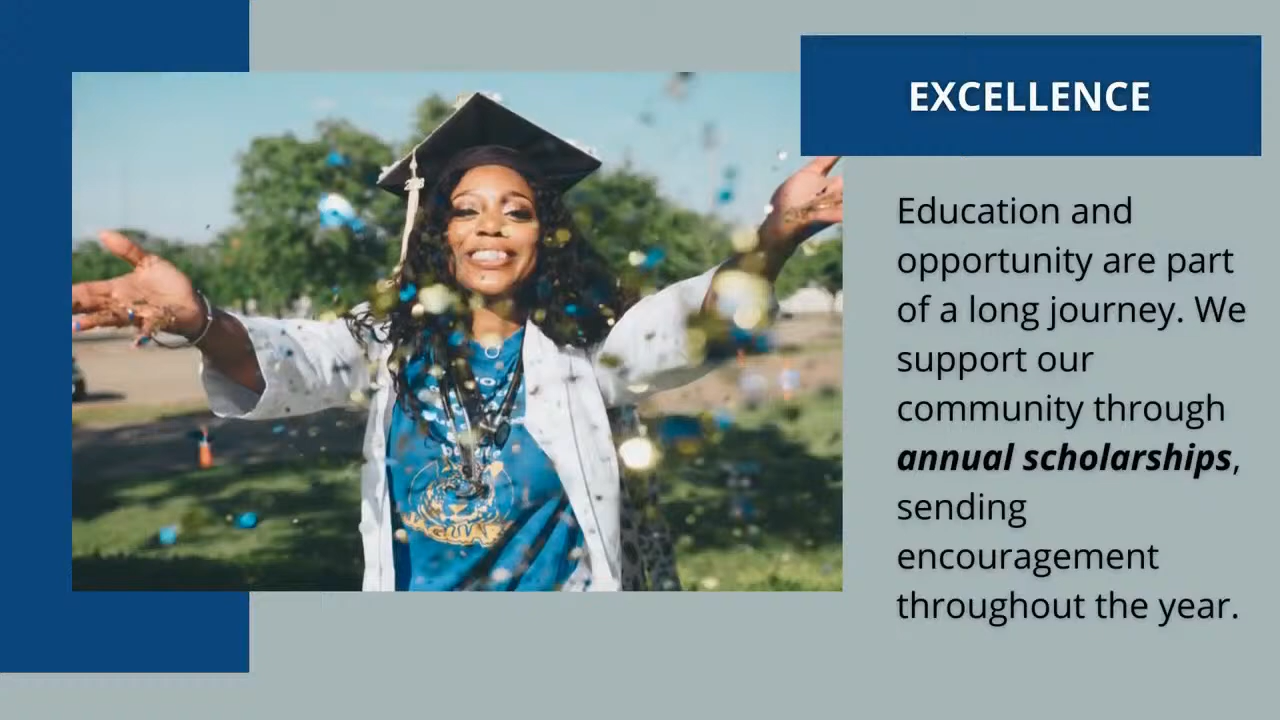 EXCELLENCE
Education and
opportunity are part
of a long journey. We
support our
community through
annual scholarships,
sending
encouragement
throughout the year.